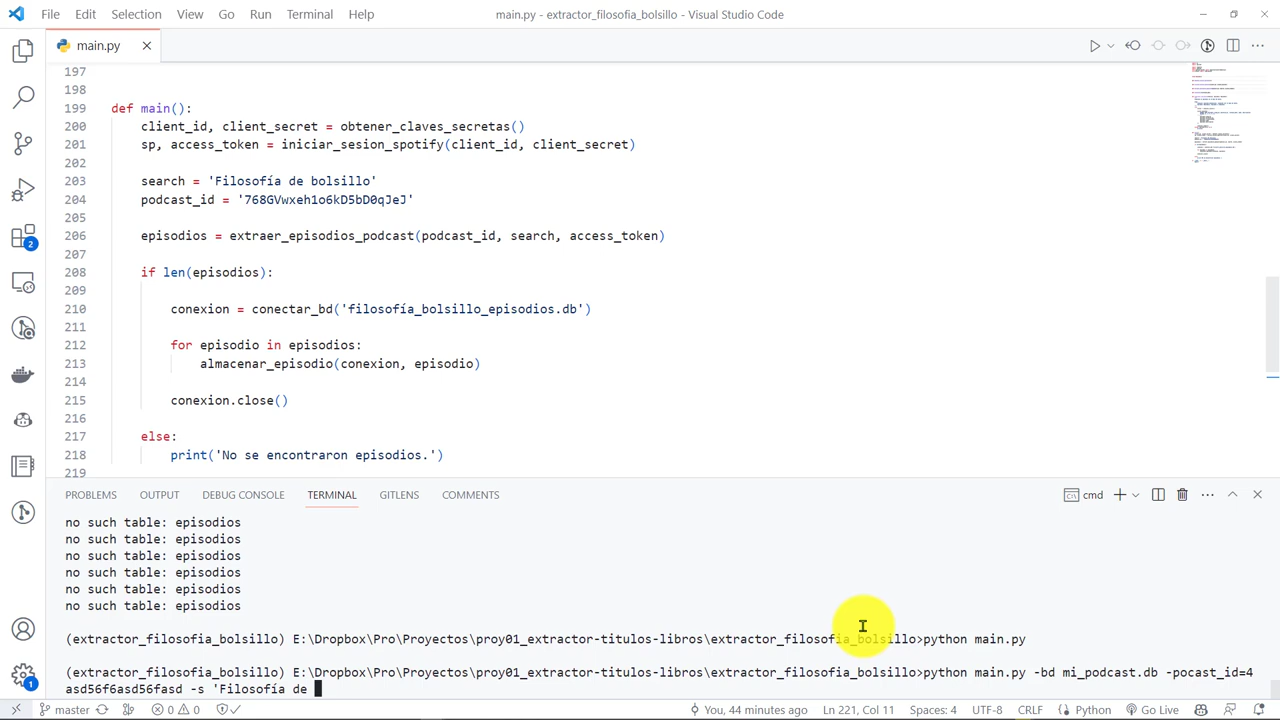 File Edit Selection View Go Run Terminal Help
main.py - extractor_filosofia_bolsillo - Visual Studio Code
main.py
197
198
199 def main():
200 client_id, client_secret =
201
202
203 search = 'Filosofía de bolsillo'
204 podcast_id = '768GVwxeh1o6kD5bD0qJeJ'
205
206 episodios = extraer_episodios_podcast(podcast_id, search, access_token)
207
208 if len(episodios):
209
210 conexion = conectar_bd('filosofía_bolsillo_episodios.db')
211
212 for episodio in episodios:
213 almacenar_episodio(conexion, episodio)
214
215 conexion.close()
216
217 else:
218 print('No se encontraron episodios.')
219
PROBLEMS OUTPUT DEBUG CONSOLE TERMINAL GITLENS COMMENTS
cmd
no such table: episodios
no such table: episodios
no such table: episodios
no such table: episodios
no such table: episodios
no such table: episodios
(extractor_filosofia_bolsillo) E:\Dropbox\Pro\Proyectos\proy01_extractor-titulos-libros\extractor_filosofia_bolsillo>python main.py
(extractor_filosofia_bolsillo) E:\Dropbox\Pro\Proyectos\proy01_extractor-titulos-libros\extractor_filosofia_bolsillo>python main.py -bd mi_podcast.db -pocast_id=4
asd56f6asd56fasd -s 'Filosofía de
2
1
master 0 0 You, 44 minutes ago Ln 221, Col 11 Spaces: 4 UTF-8 CRLF Python Go Live